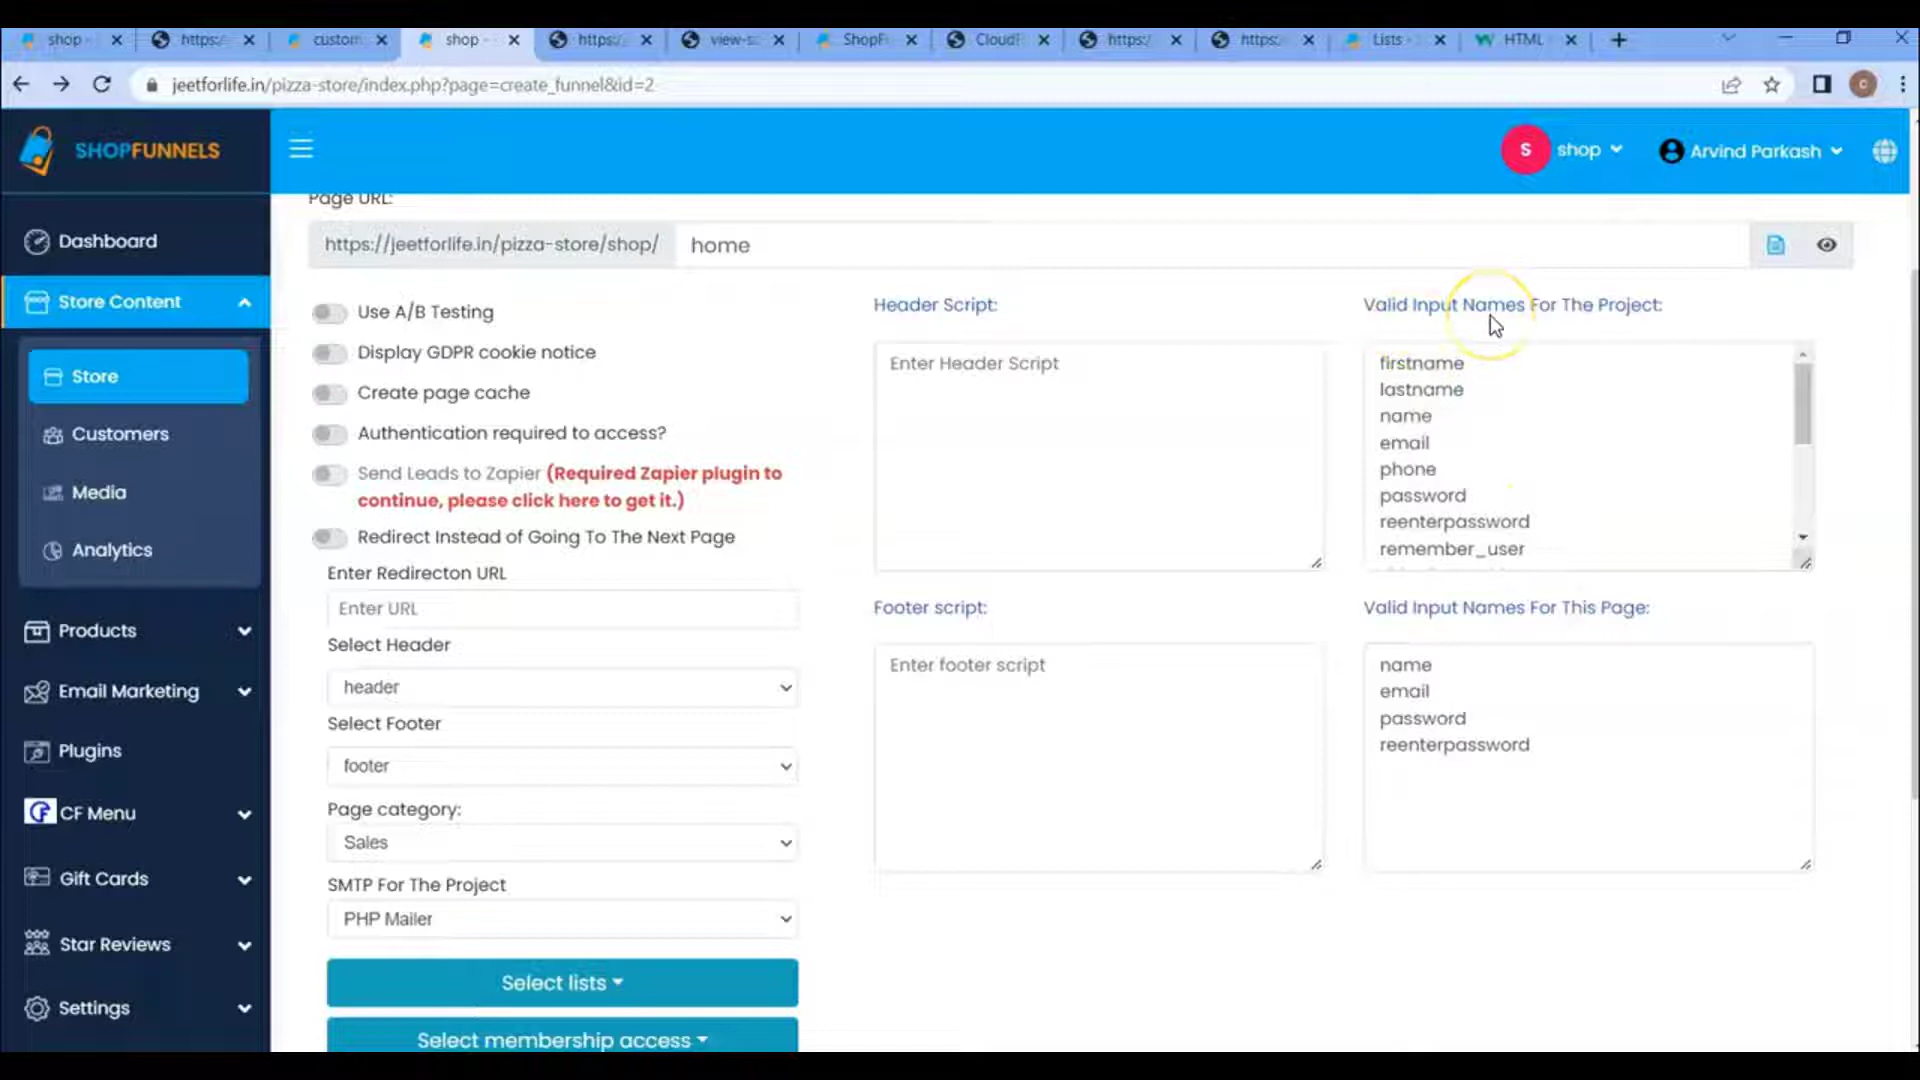 shop -
https:/
custom
shop -
https:/
view-s
ShopF
CloudF
https:/
https:
Lists -
HTML
jeetforlife.in/pizza-store/index.php?page=create_funnel&id=2
SHOPFUNNELS
S shop
Arvind Parkash
Dashboard
Store Content
Store
Customers
Media
Analytics
Products
Email Marketing
Plugins
CF Menu
Gift Cards
Star Reviews
Settings
Page URL:
https://jeetforlife.in/pizza-store/shop/ home
Use A/B Testing
Display GDPR cookie notice
Create page cache
Authentication required to access?
Send Leads to Zapier (Required Zapier plugin to
continue, please click here to get it.)
Redirect Instead of Going To The Next Page
Enter Redirecton URL
Enter URL
Select Header
header
Select Footer
footer
Page category:
Sales
SMTP For The Project
PHP Mailer
Select lists
Select membership access
Header Script:
Enter Header Script
Footer script:
Enter footer script
Valid Input Names For The Project:
firstname
lastname
name
email
phone
password
reenterpassword
remember_user
Valid Input Names For This Page:
name
email
password
reenterpassword